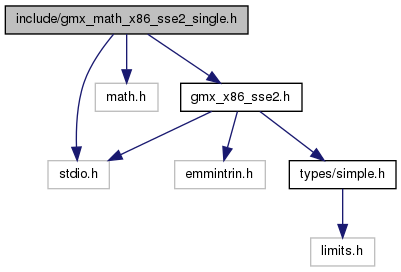 include/gmx_math_x86_sse2_single.h
math.h
gmx_x86_sse2.h
stdio.h
emmintrin.h
types/simple.h
limits.h